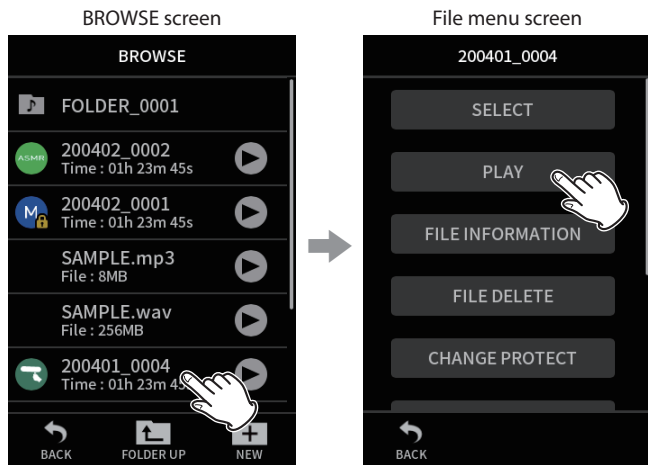 BROWSE screen
File menu screen
BROWSE
FOLDER_0001
ASMR
200402_0002
Time : 01h 23m 45s
M
200402_0001
Time : 01h 23m 45s
SAMPLE.mp3
File : 8MB
SAMPLE.wav
File : 256MB
200401_0004
Time : 01h 23m 45
BACK
FOLDER UP
NEW
200401_0004
SELECT
PLAY
FILE INFORMATION
FILE DELETE
CHANGE PROTECT
BACK